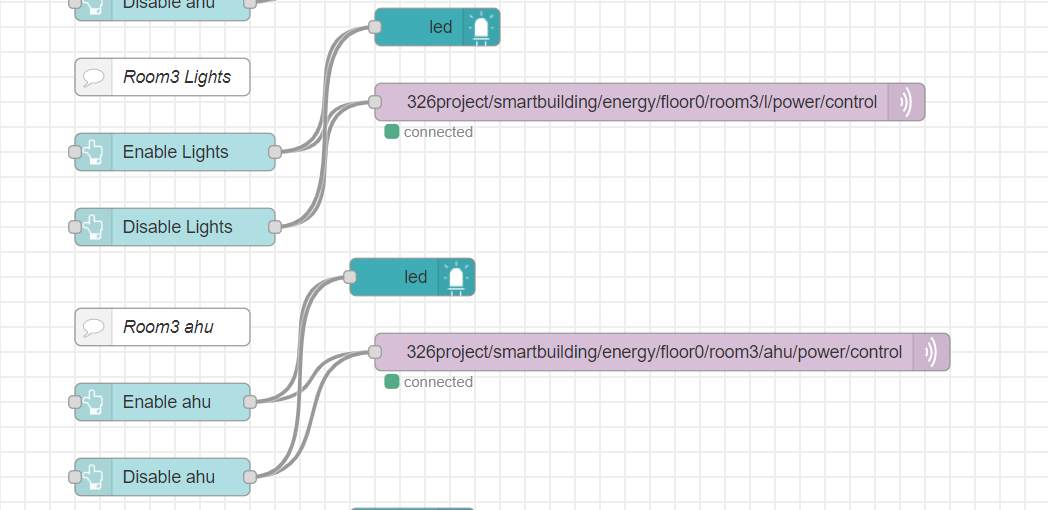 Disable ahu
led
Room3 Lights
326project/smartbuilding/energy/floor0/room3/l/power/control
connected
Enable Lights
Disable Lights
led
Room3 ahu
326project/smartbuilding/energy/floor0/room3/ahu/power/control
connected
Enable ahu
Disable ahu